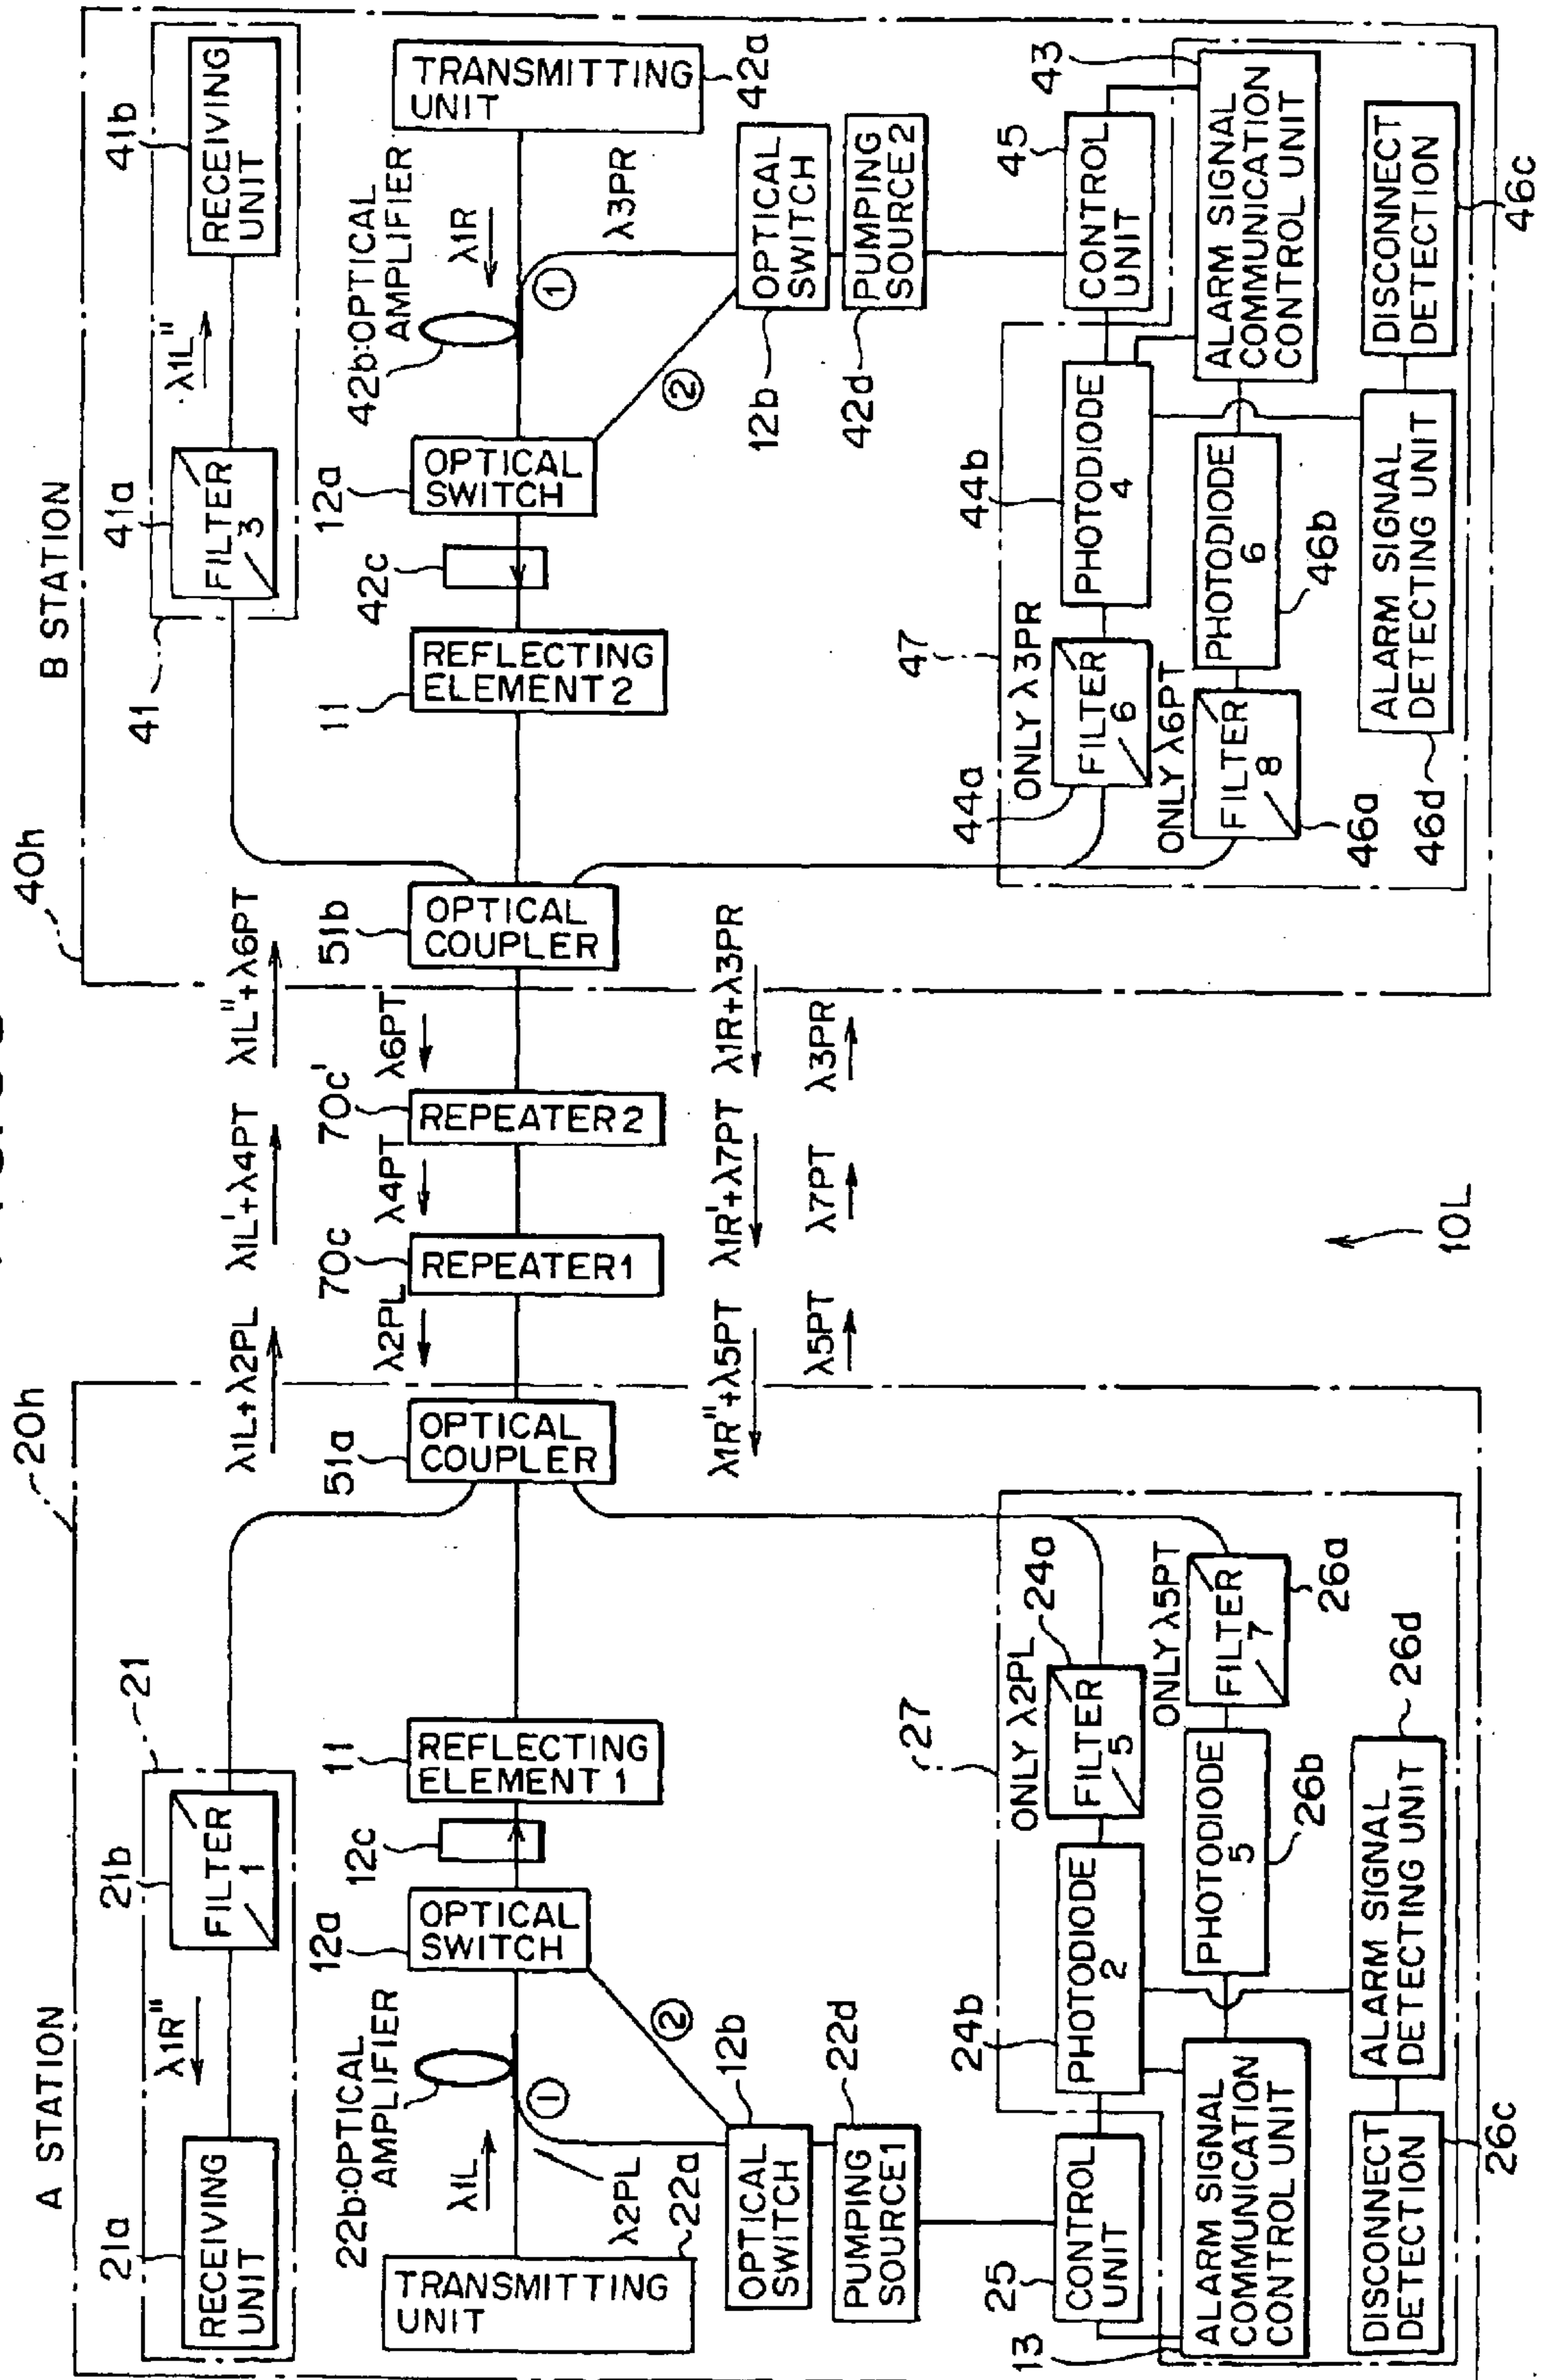 A STATION
20h
21
21a
RECEIVING
UNIT
λ1R"
21b
FILTER
1
22b:OPTICAL
AMPLIFIER
λ1L
TRANSMITTING
UNIT
22a
λ2PL
①
②
12a
OPTICAL
SWITCH
12c
11
REFLECTING
ELEMENT 1
51a
OPTICAL
COUPLER
OPTICAL
SWITCH
12b
PUMPING
SOURCE1
22d
25
CONTROL
UNIT
13
ALARM SIGNAL
COMMUNICATION
CONTROL UNIT
24b
PHOTODIODE
2
27
ONLY λ2PL
FILTER
5
24a
ONLY λ5PT
FILTER
7
26a
PHOTODIODE
5
26b
DISCONNECT
DETECTION
26c
ALARM SIGNAL
DETECTING UNIT
26d
λ1L+λ2PL
λ1L'+λ4PT
λ1L"+λ6PT
λ2PL
70c
REPEATER1
λ4PT
70c'
REPEATER2
λ6PT
λ1R"+λ5PT
λ1R'+λ7PT
λ1R+λ3PR
λ5PT
λ7PT
λ3PR
10L
B STATION
40h
41
41a
FILTER
3
λ1L"
41b
RECEIVING
UNIT
51b
OPTICAL
COUPLER
11
REFLECTING
ELEMENT2
42c
12a
OPTICAL
SWITCH
42b:OPTICAL
AMPLIFIER
λ1R
TRANSMITTING
UNIT
42a
①
②
λ3PR
OPTICAL
SWITCH
12b
PUMPING
SOURCE2
42d
47
ONLY λ3PR
44a
FILTER
6
44b
PHOTODIODE
4
45
CONTROL
UNIT
43
ALARM SIGNAL
COMMUNICATION
CONTROL UNIT
ONLY λ6PT
FILTER
8
46a
PHOTODIODE
6
46b
ALARM SIGNAL
DETECTING UNIT
46d
DISCONNECT
DETECTION
46c